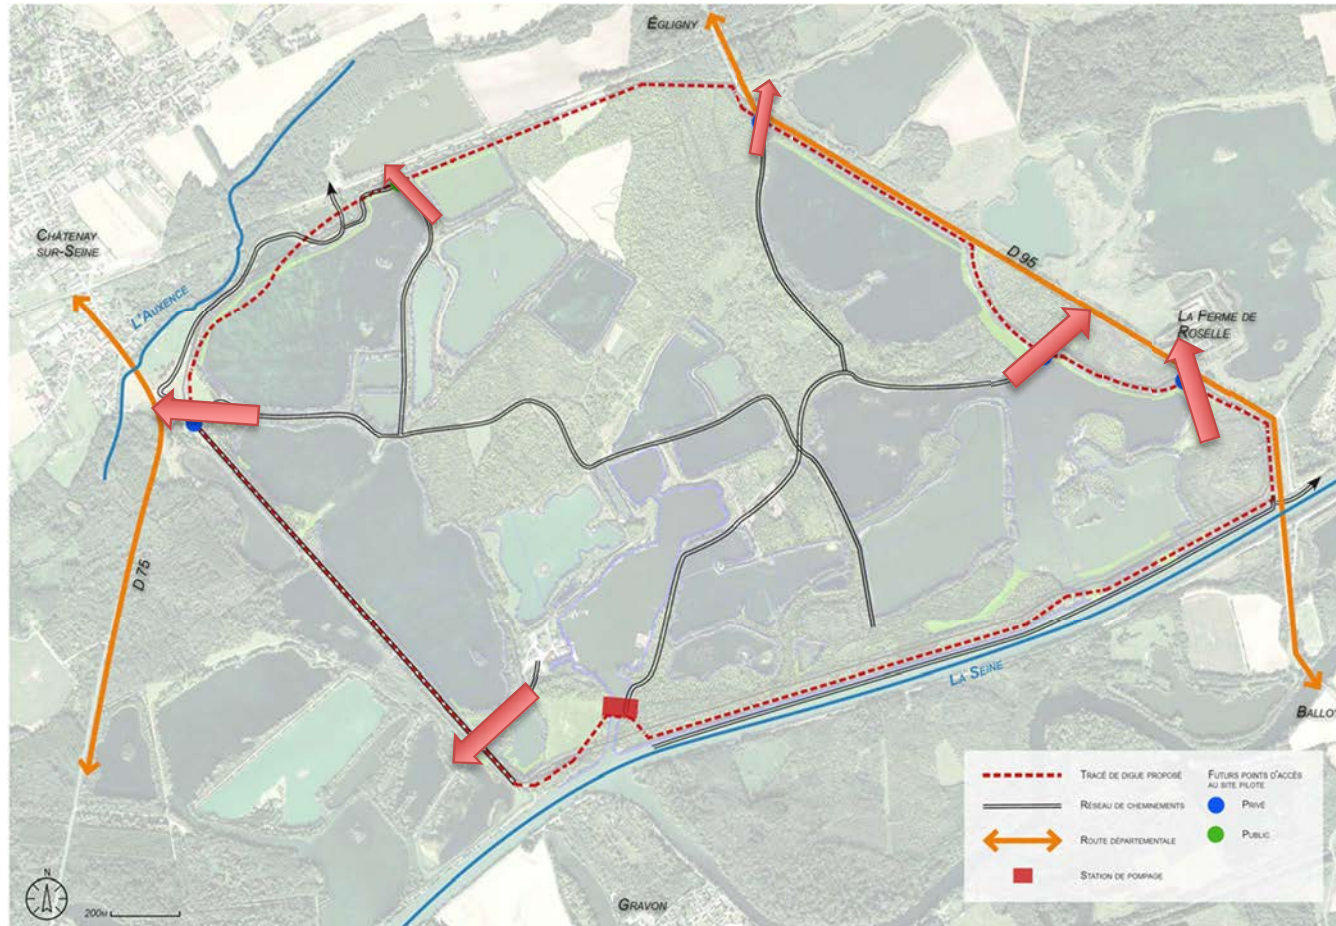 ÉGLIGNY
CHÂTENAY
SUR-SEINE
L'AUXENCE
D 95
LA FERME DE
ROSELLE
D 75
LA SEINE
BALLOY
TRACÉ DE DIGUE PROPOSÉ
RÉSEAU DE CHEMINEMENTS
ROUTE DÉPARTEMENTALE
STATION DE POMPAGE
FUTURS POINTS D'ACCÈS
AU SITE PILOTE
PRIVÉ
PUBLIC
N
200M
GRAVON